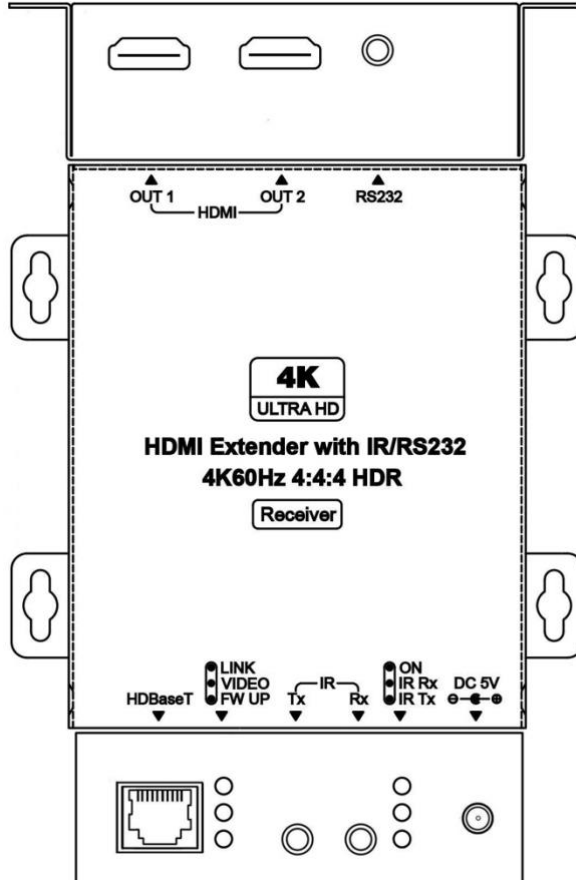 OUT 1 OUT 2 RS232
HDMI
4K
ULTRA HD
HDMI Extender with IR/RS232
4K60Hz 4:4:4 HDR
Receiver
LINK ON
VIDEO IR IR Rx DC 5V
HDBaseT FW UP Tx Rx IR Tx